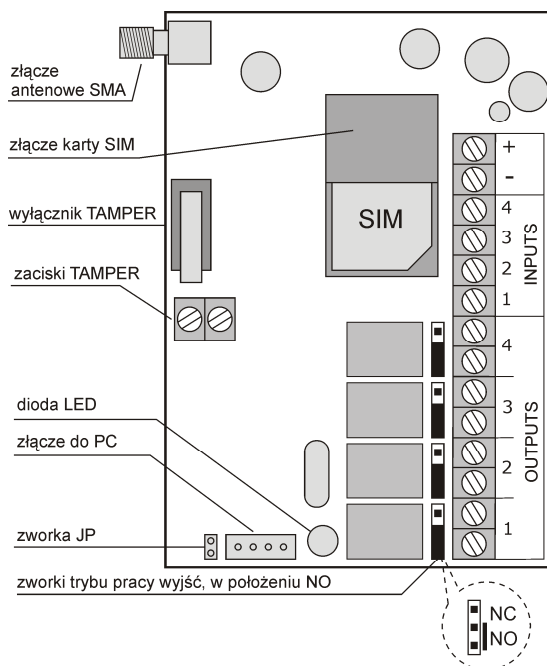 złącze
antenowe SMA
złącze karty SIM
wyłącznik TAMPER
zaciski TAMPER
dioda LED
złącze do PC
zworka JP
zworki trybu pracy wyjść, w położeniu NO
SIM
+
-
4
3
2
1
INPUTS
4
3
2
1
OUTPUTS
NC
NO